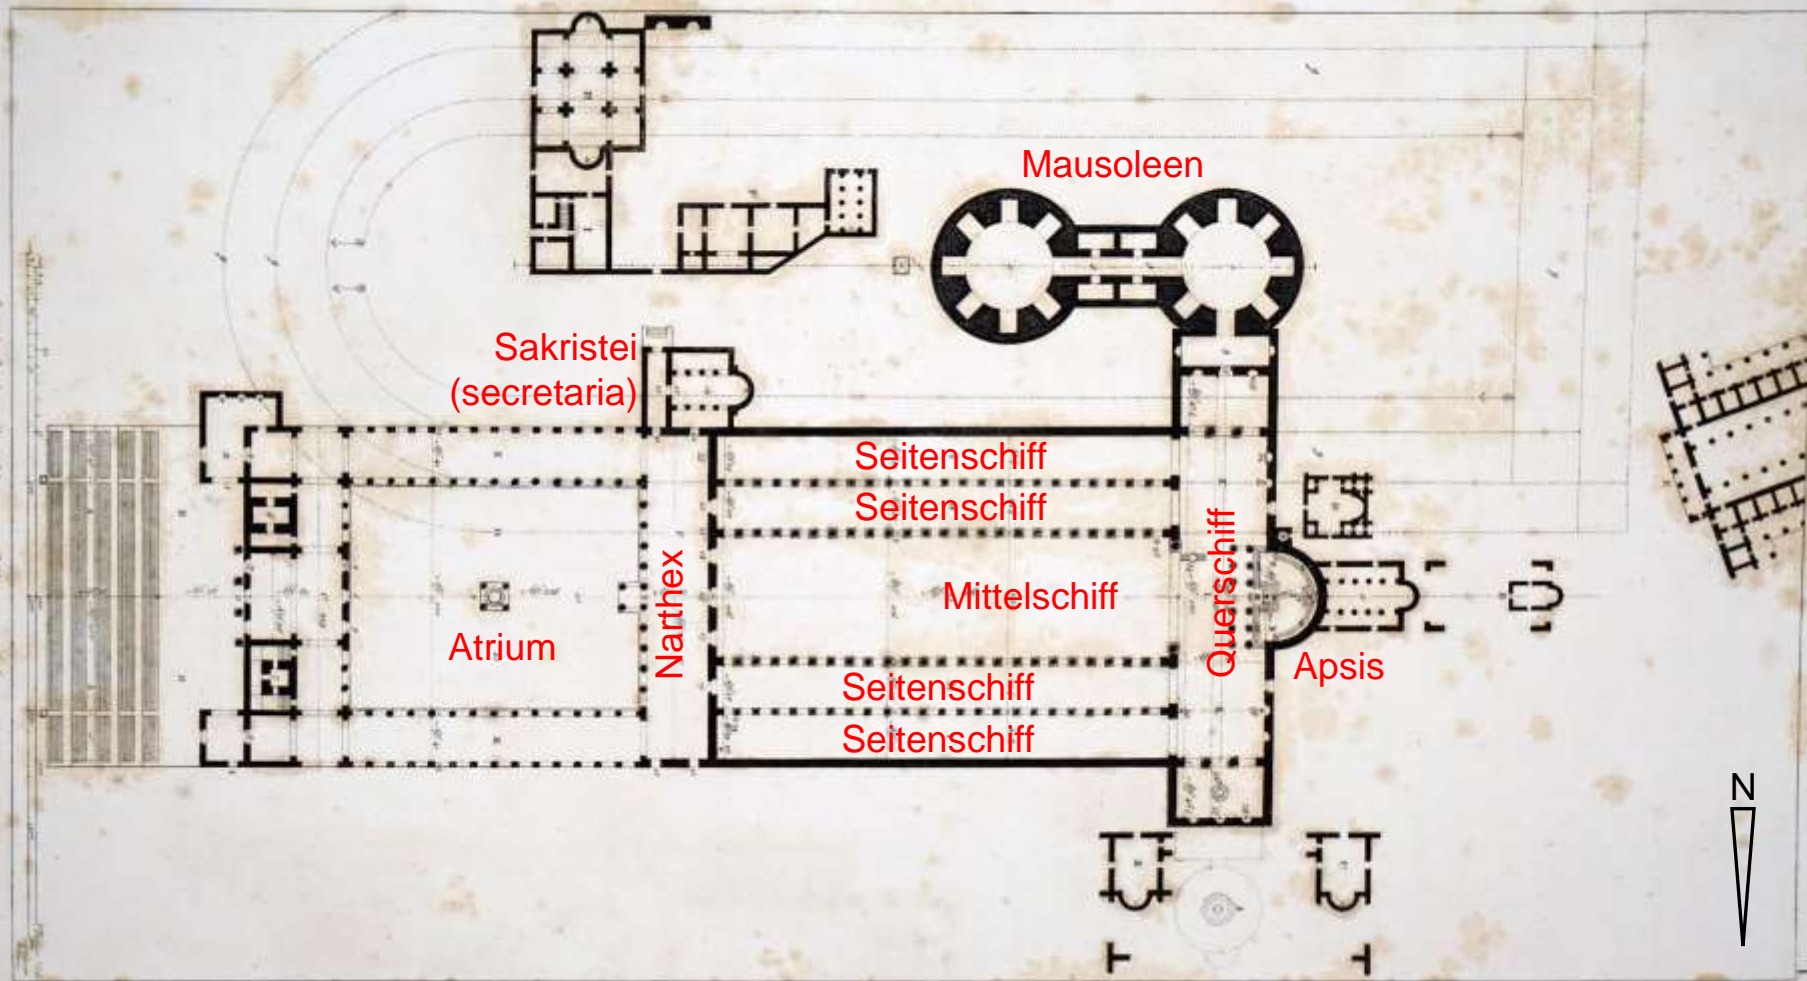 Mausoleen
Sakristei
(secretaria)
Seitenschiff
Seitenschiff
Narthex
Mittelschiff
Querschiff
Atrium
Apsis
Seitenschiff
Seitenschiff
N